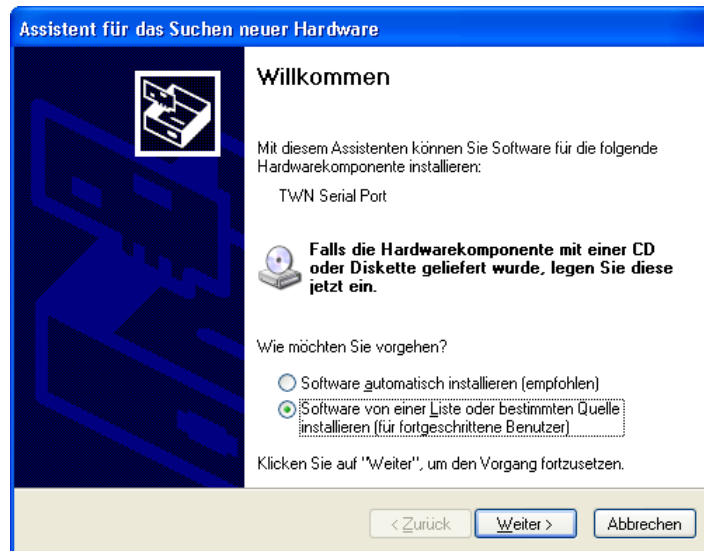 Assistent für das Suchen neuer Hardware
Willkommen
Mit diesem Assistenten können Sie Software für die folgende
Hardwarekomponente installieren:
TWN Serial Port
Falls die Hardwarekomponente mit einer CD
oder Diskette geliefert wurde, legen Sie diese
jetzt ein.
Wie möchten Sie vorgehen?
Software automatisch installieren (empfohlen)
Software von einer Liste oder bestimmten Quelle
installieren (für fortgeschrittene Benutzer)
Klicken Sie auf "Weiter", um den Vorgang fortzusetzen.
< Zurück Weiter > Abbrechen